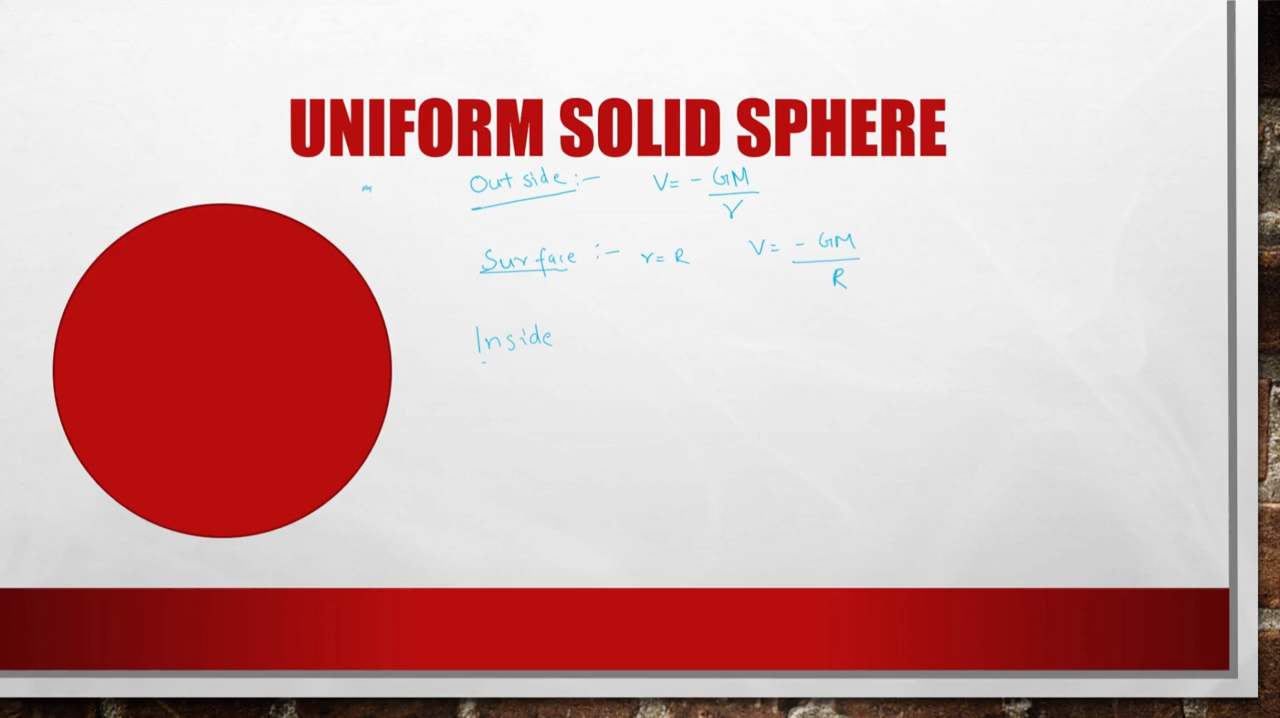 UNIFORM SOLID SPHERE
Out side :- V = - GM / r
Surface :- r = R V = - GM / R
Inside